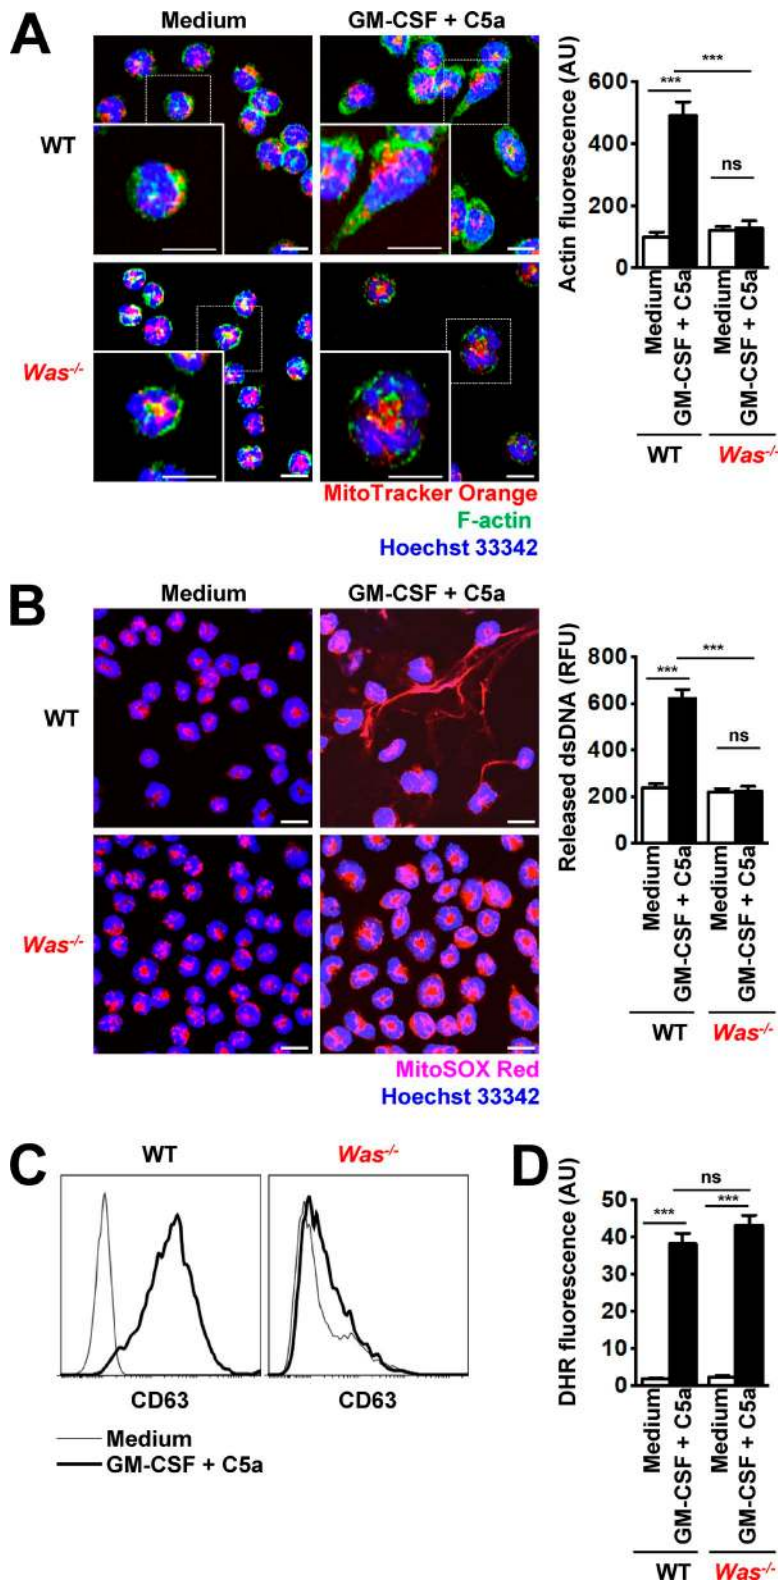 A
Medium
GM-CSF + C5a
WT
Was-/-
MitoTracker Orange
F-actin
Hoechst 33342
Actin fluorescence (AU)
600
400
200
0
***
***
ns
Medium
GM-CSF + C5a
Medium
GM-CSF + C5a
WT
Was-/-
B
Medium
GM-CSF + C5a
WT
Was-/-
MitoSOX Red
Hoechst 33342
Released dsDNA (RFU)
800
600
400
200
0
***
***
ns
Medium
GM-CSF + C5a
Medium
GM-CSF + C5a
WT
Was-/-
C
WT
Was-/-
CD63
CD63
Medium
GM-CSF + C5a
D
DHR fluorescence (AU)
50
40
30
20
10
0
ns
***
***
Medium
GM-CSF + C5a
Medium
GM-CSF + C5a
WT
Was-/-